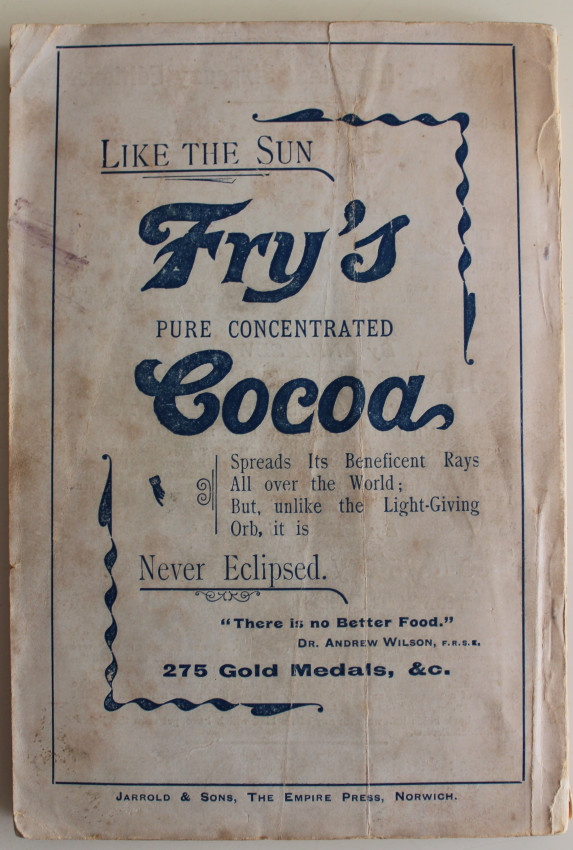 LIKE THE SUN
Fry's
PURE CONCENTRATED
Cocoa
Spreads Its Beneficent Rays
All over the World;
But, unlike the Light-Giving
Orb, it is
Never Eclipsed.
"There is no Better Food."
DR. ANDREW WILSON, F.R.S.E.
275 Gold Medals, &c.
JARROLD & SONS, THE EMPIRE PRESS, NORWICH.